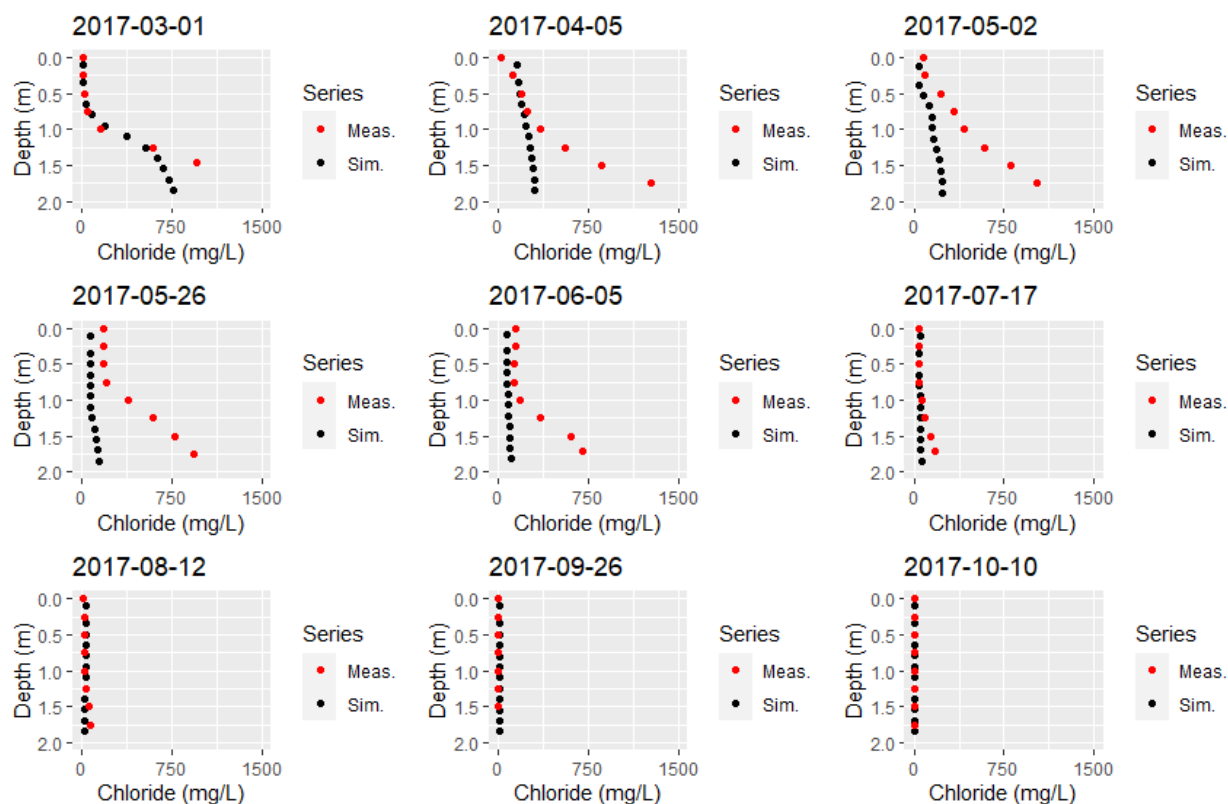 2017-03-01
0.0
0.5
1.0
1.5
2.0
Depth (m)
0 750 1500
Chloride (mg/L)
Series
Meas.
Sim.
2017-04-05
0.0
0.5
1.0
1.5
2.0
Depth (m)
0 750 1500
Chloride (mg/L)
Series
Meas.
Sim.
2017-05-02
0.0
0.5
1.0
1.5
2.0
Depth (m)
0 750 1500
Chloride (mg/L)
Series
Meas.
Sim.
2017-05-26
0.0
0.5
1.0
1.5
2.0
Depth (m)
0 750 1500
Chloride (mg/L)
Series
Meas.
Sim.
2017-06-05
0.0
0.5
1.0
1.5
2.0
Depth (m)
0 750 1500
Chloride (mg/L)
Series
Meas.
Sim.
2017-07-17
0.0
0.5
1.0
1.5
2.0
Depth (m)
0 750 1500
Chloride (mg/L)
Series
Meas.
Sim.
2017-08-12
0.0
0.5
1.0
1.5
2.0
Depth (m)
0 750 1500
Chloride (mg/L)
Series
Meas.
Sim.
2017-09-26
0.0
0.5
1.0
1.5
2.0
Depth (m)
0 750 1500
Chloride (mg/L)
Series
Meas.
Sim.
2017-10-10
0.0
0.5
1.0
1.5
2.0
Depth (m)
0 750 1500
Chloride (mg/L)
Series
Meas.
Sim.